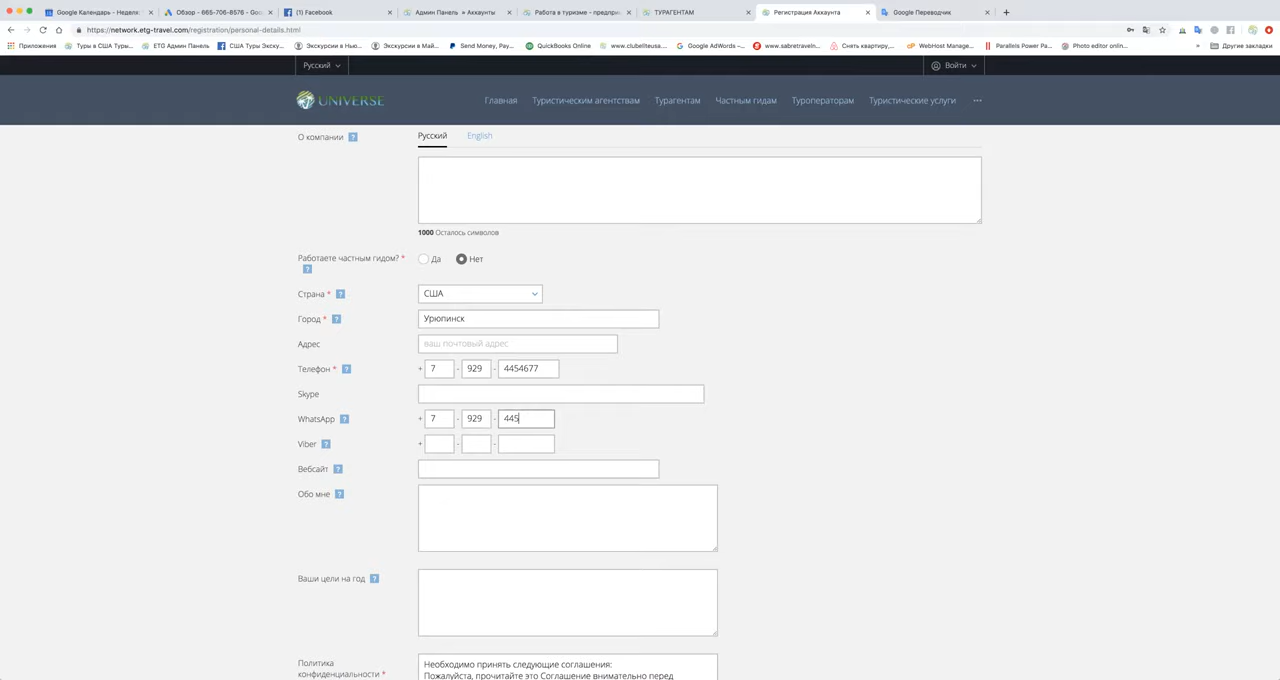 Google Календарь - Неделя
Обзор - 665-706-8576 - Goo
(1) Facebook
Админ Панель » Аккаунты
Работа в туризме - предпри
ТУРАГЕНТАМ
Регистрация Аккаунта
Google Переводчик
https://network.etg-travel.com/registration/personal-details.html
Приложения
Туры в США Туры...
ETG Админ Панель
США Туры Экску...
Экскурсии в Нью...
Экскурсии в Май...
Send Money, Pay...
QuickBooks Online
www.clubeliteusa....
Google AdWords –...
www.sabretraveln...
Снять квартиру,...
WebHost Manage...
Parallels Power Pa...
Photo editor onlin...
»
Другие закладки
Русский
Войти
UNIVERSE
Главная
Туристическим агентствам
Турагентам
Частным гидам
Туроператорам
Туристические услуги
О компании ?
Русский
English
1000 Осталось символов
Работаете частным гидом? *
?
Да
Нет
Страна * ?
США
Город * ?
Урюпинск
Адрес
ваш почтовый адрес
Телефон * ?
+ 7 - 929 - 4454677
Skype
WhatsApp ?
+ 7 - 929 - 445
Viber ?
+ - -
Вебсайт ?
Обо мне ?
Ваши цели на год ?
Политика
конфиденциальности *
Необходимо принять следующие соглашения:
Пожалуйста, прочитайте это Соглашение внимательно перед